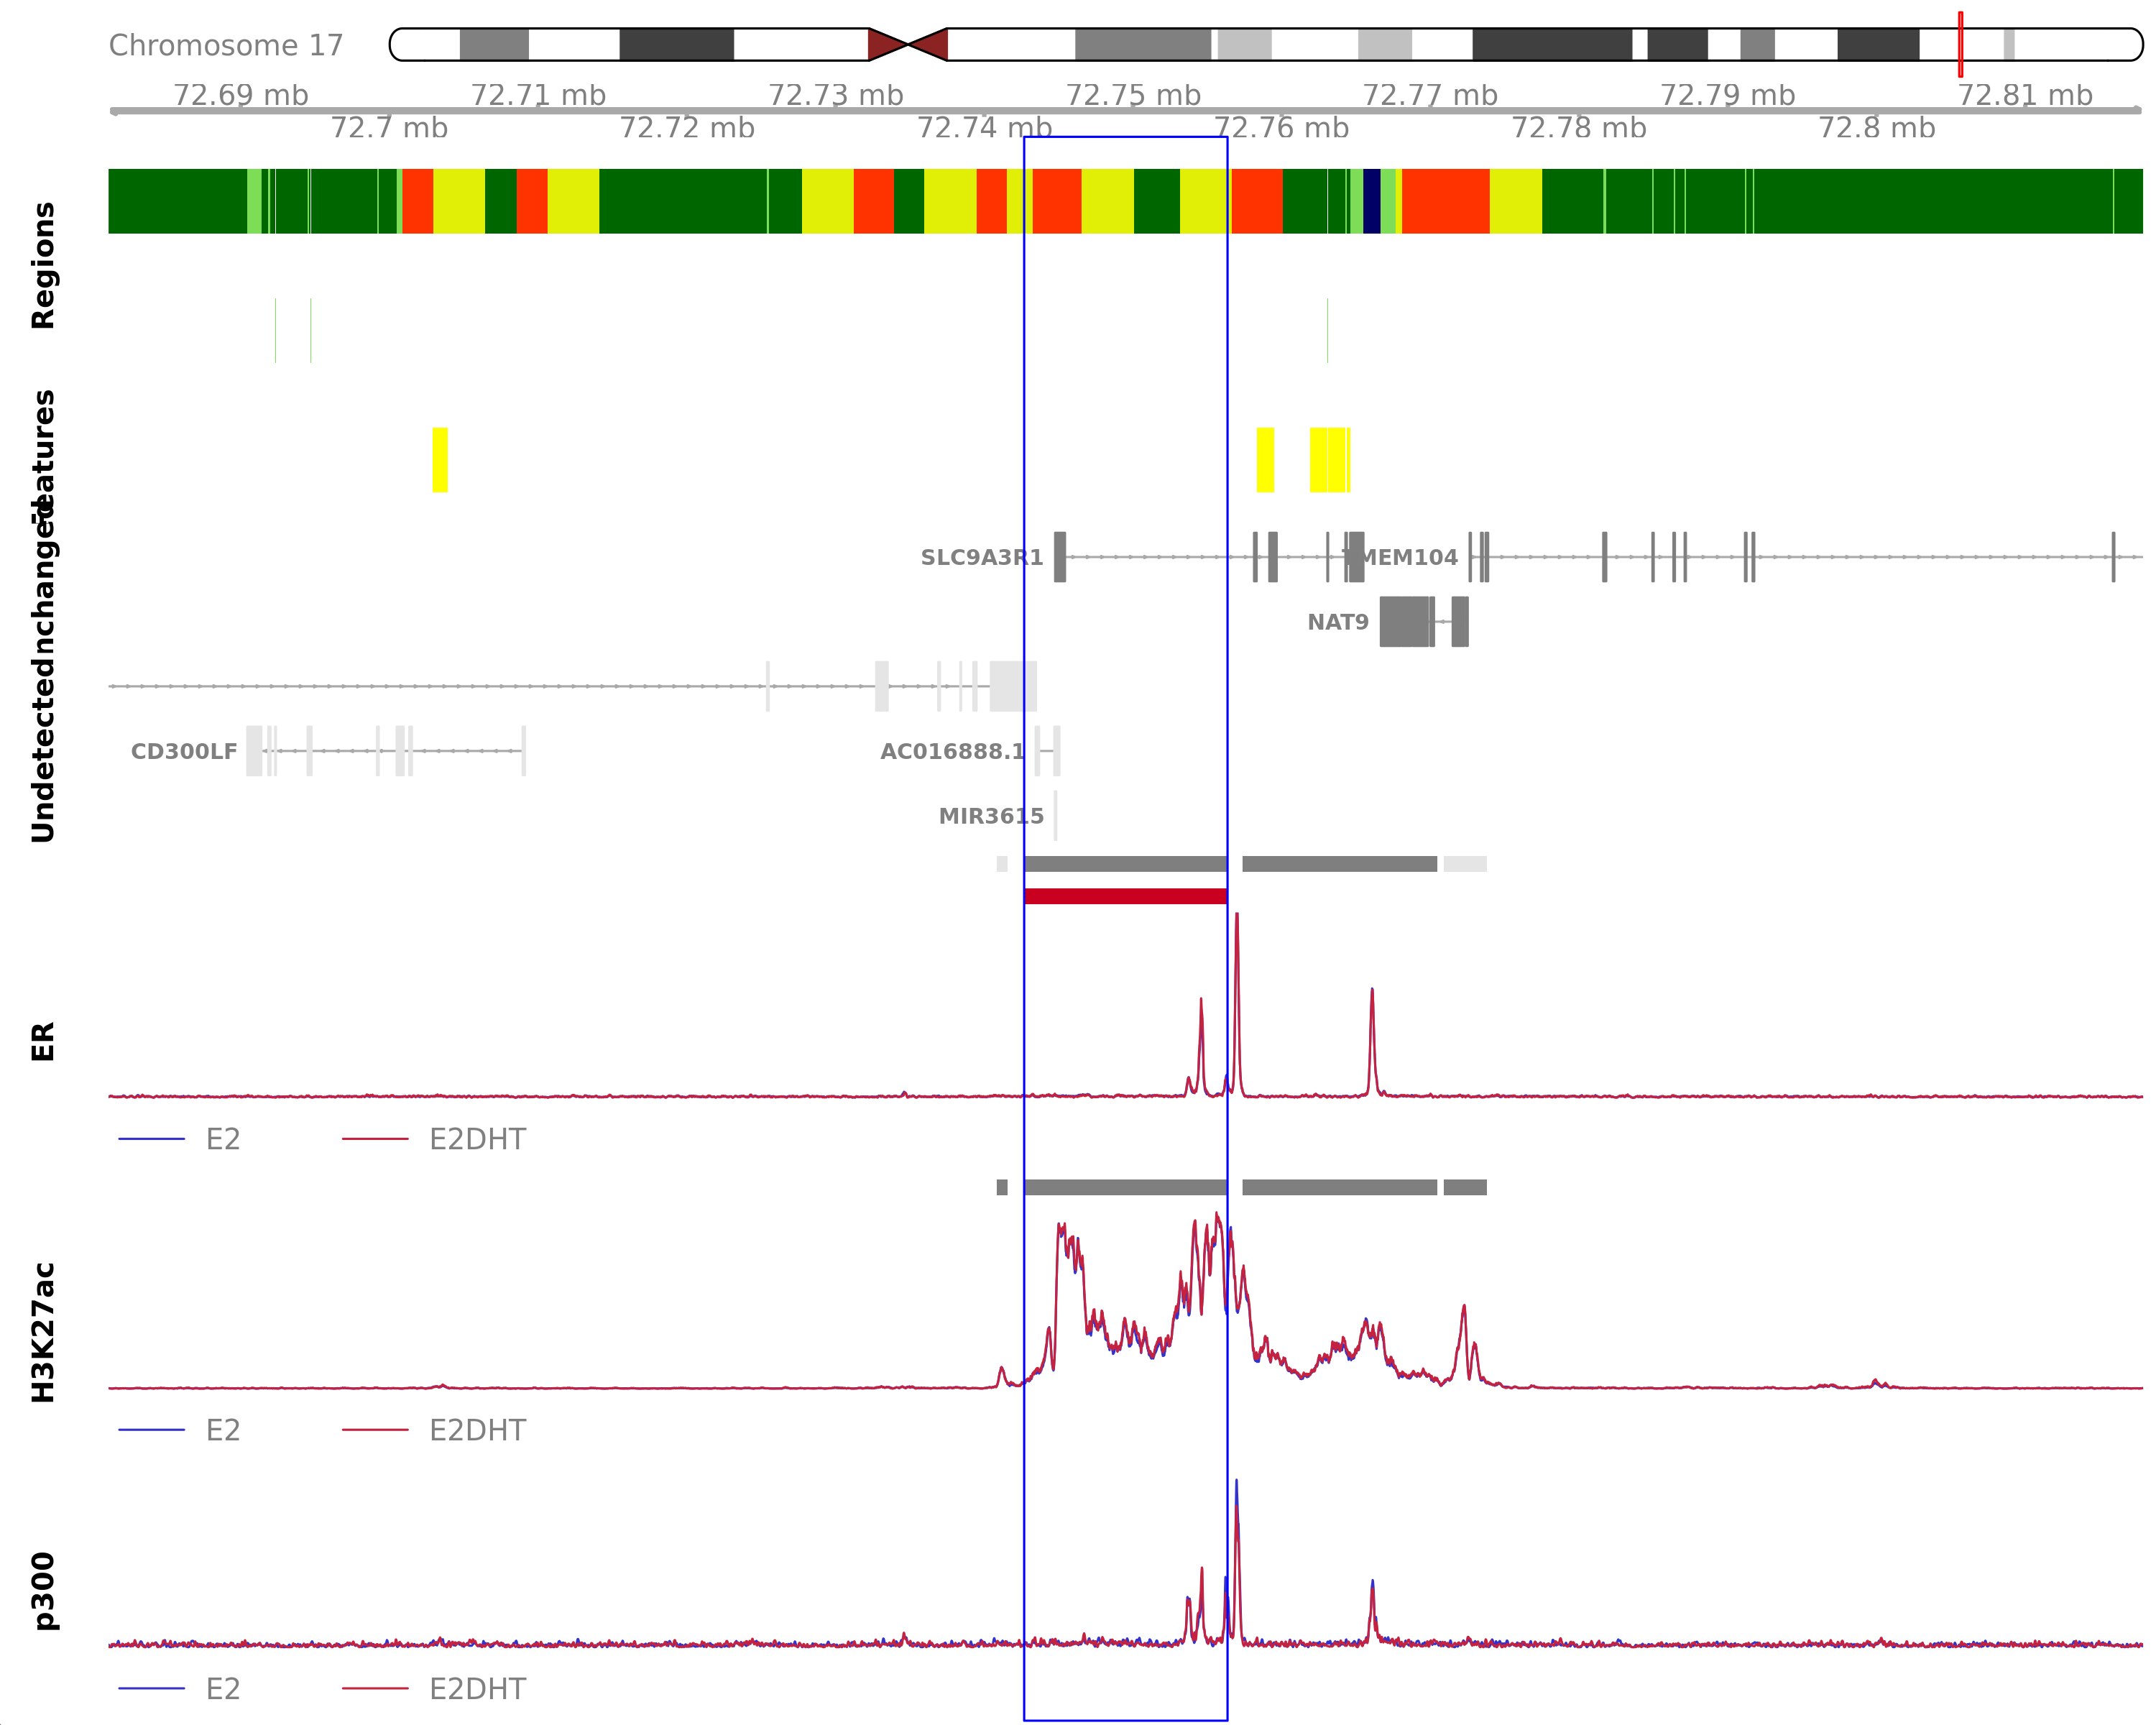 Chromosome 17
72.69 mb 72.71 mb 72.73 mb 72.75 mb 72.77 mb 72.79 mb 72.81 mb
72.7 mb 72.72 mb 72.74 mb 72.76 mb 72.78 mb 72.8 mb
Regions
SLC9A3R1 TMEM104
NAT9
Undetected
CD300LF AC016888.1
MIR3615
ER
E2 E2DHT
H3K27ac
E2 E2DHT
p300
E2 E2DHT